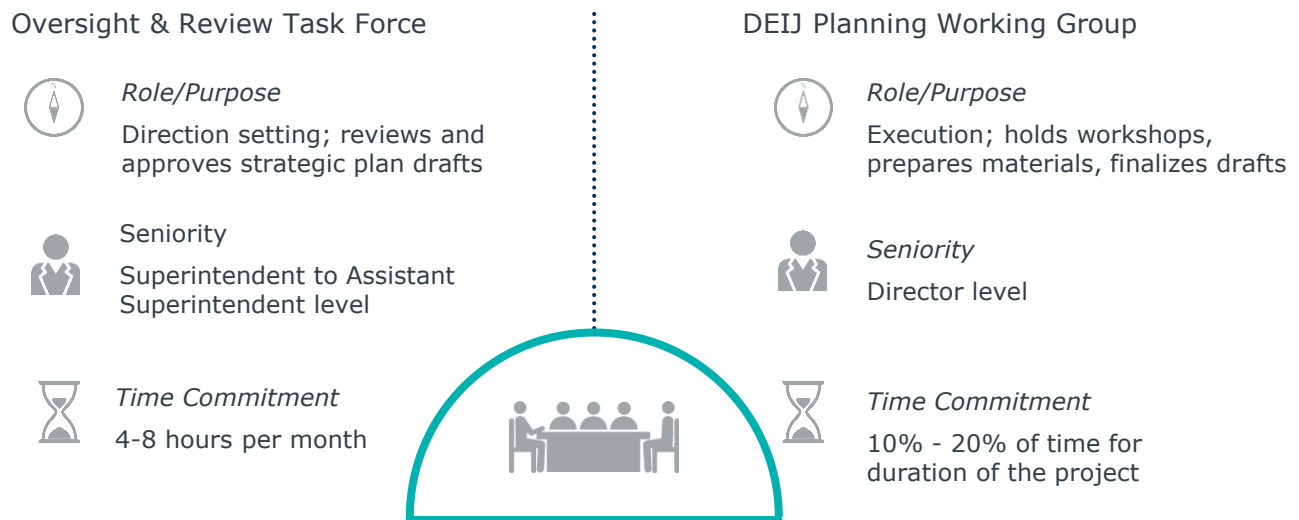 Oversight & Review Task Force
Role/Purpose
Direction setting; reviews and
approves strategic plan drafts
Seniority
Superintendent to Assistant
Superintendent level
Time Commitment
4-8 hours per month
DEIJ Planning Working Group
Role/Purpose
Execution; holds workshops,
prepares materials, finalizes drafts
Seniority
Director level
Time Commitment
10% - 20% of time for
duration of the project